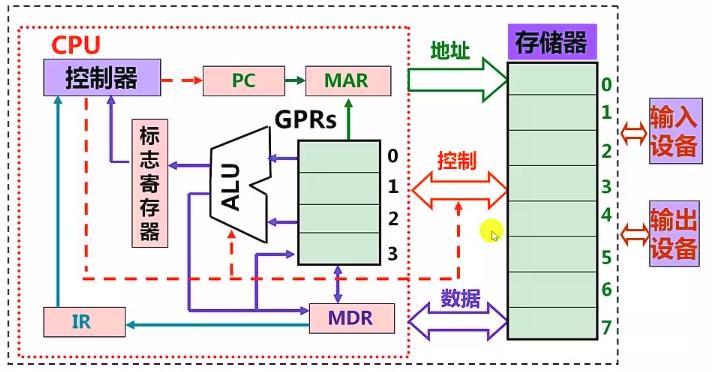 CPU
控制器
PC
MAR
地址
存储器
GPRs
标志寄存器
ALU
0
1
2
3
控制
IR
MDR
数据
0
1
2
3
4
5
6
7
输入
设备
输出
设备